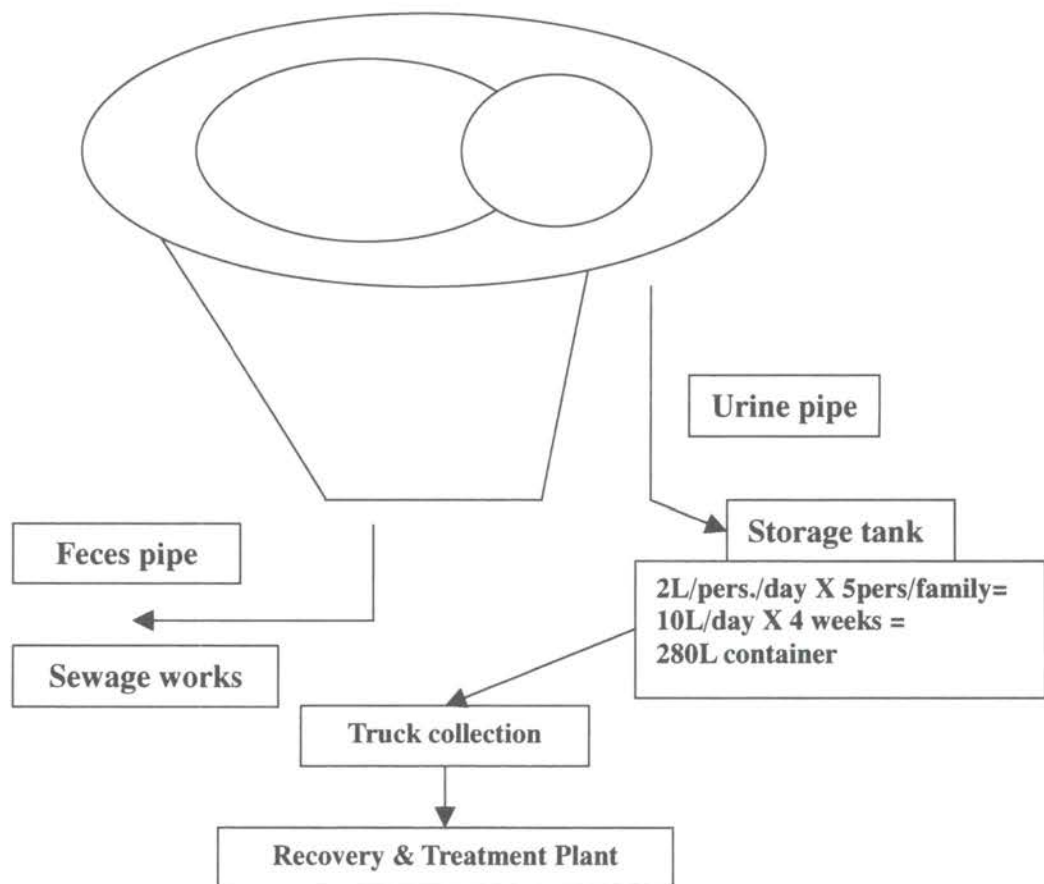 Urine pipe
Storage tank
2L/pers./day X 5pers/family=
10L/day X 4 weeks =
280L container
Feces pipe
Sewage works
Truck collection
Recovery & Treatment Plant